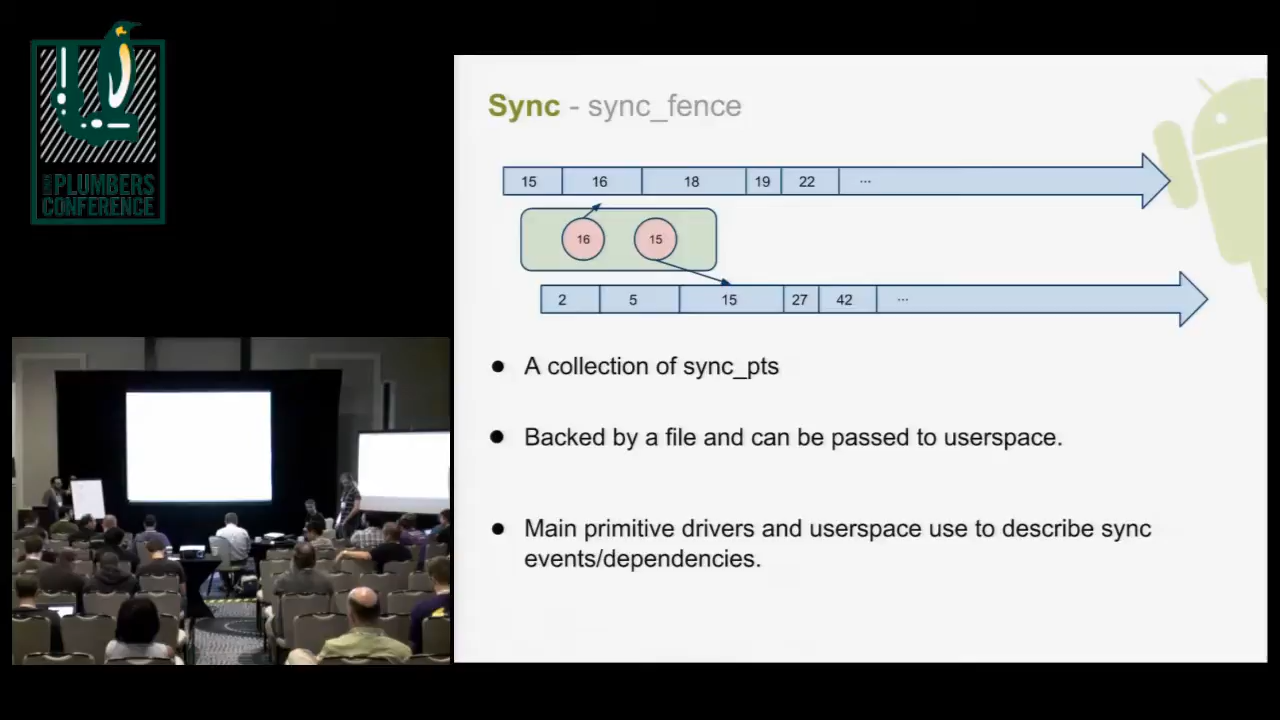 LINUX
PLUMBERS
CONFERENCE
Sync - sync_fence
15 16 18 19 22 ...
16 15
2 5 15 27 42 ...
● A collection of sync_pts
● Backed by a file and can be passed to userspace.
● Main primitive drivers and userspace use to describe sync
events/dependencies.